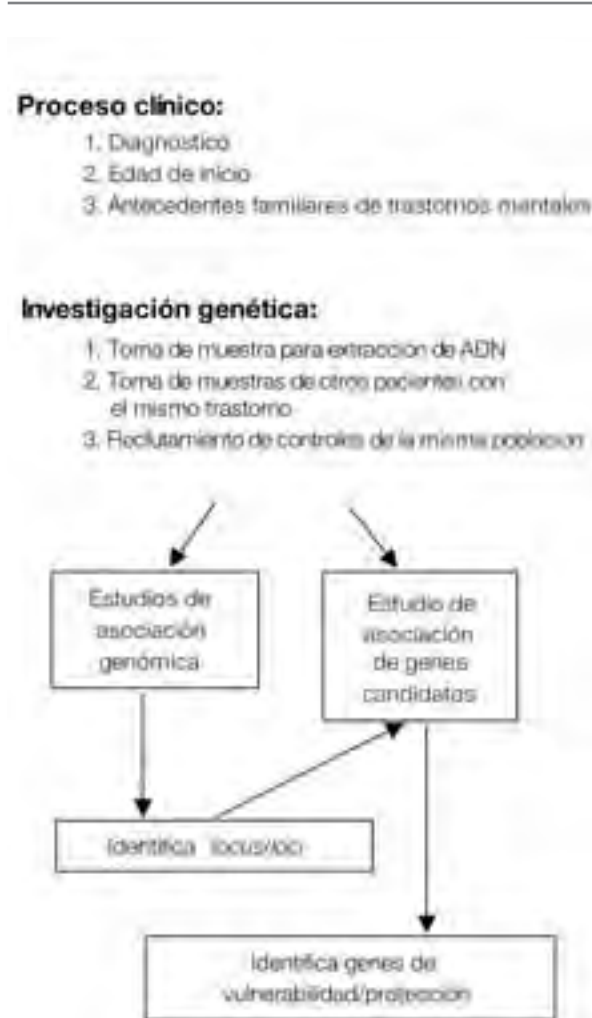 Proceso clínico:
1. Diagnóstico
2. Edad de inicio
3. Antecedentes familiares de trastornos mentales
Investigación genética:
1. Toma de muestra para extracción de ADN
2. Toma de muestras de otros pacientes con
el mismo trastorno
3. Reclutamiento de controles de la misma población
Estudios de
asociación
genómica
Estudio de
asociación
de genes
candidatos
Identifica locus/loci
Identifica genes de
vulnerabilidad/protección